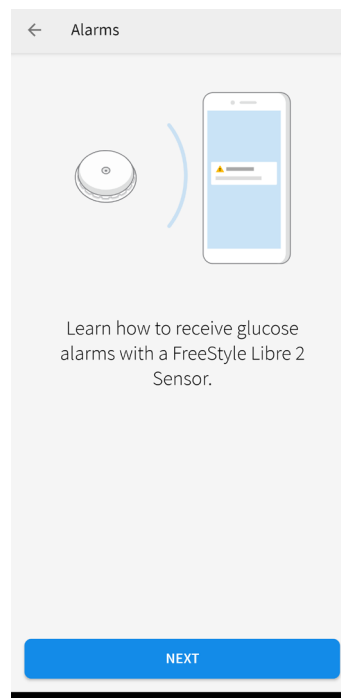 Alarms
Learn how to receive glucose
alarms with a FreeStyle Libre 2
Sensor.
NEXT